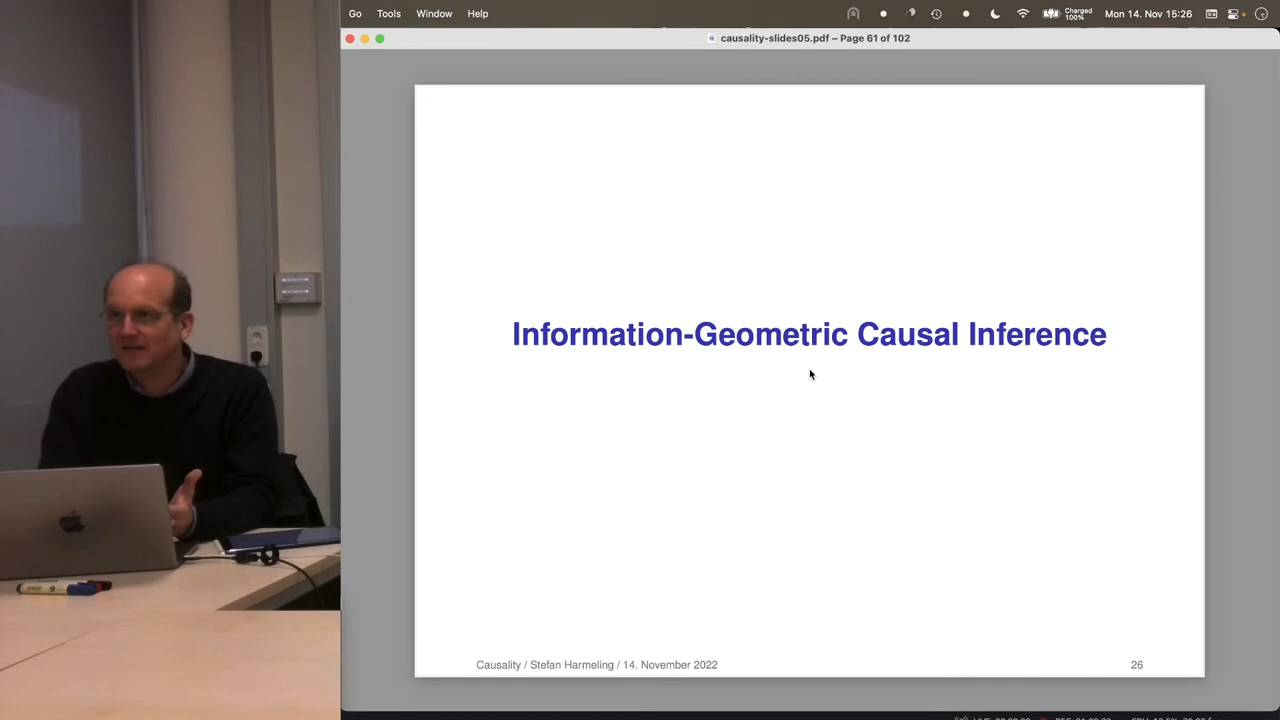 Go Tools Window Help
Charged
100%
Mon 14. Nov 15:26
causality-slides05.pdf – Page 61 of 102
Information-Geometric Causal Inference
Causality / Stefan Harmeling / 14. November 2022
26